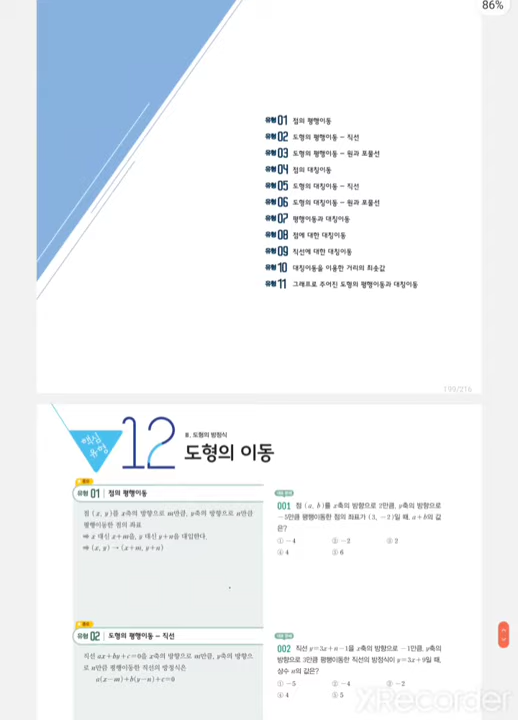 86%
유형 01 점의 평행이동
유형 02 도형의 평행이동 - 직선
유형 03 도형의 평행이동 - 원과 포물선
유형 04 점의 대칭이동
유형 05 도형의 대칭이동 - 직선
유형 06 도형의 대칭이동 - 원과 포물선
유형 07 평행이동과 대칭이동
유형 08 점에 대한 대칭이동
유형 09 직선에 대한 대칭이동
유형 10 대칭이동을 이용한 거리의 최솟값
유형 11 그래프로 주어진 도형의 평행이동과 대칭이동
199/216
핵심
유형
12
Ⅲ. 도형의 방정식
도형의 이동
중요
유형 01 점의 평행이동
점 (x, y)를 x축의 방향으로 m만큼, y축의 방향으로 n만큼
평행이동한 점의 좌표
⇨ x 대신 x+m을, y 대신 y+n을 대입한다.
⇨ (x, y) → (x+m, y+n)
001 점 (a, b)를 x축의 방향으로 2만큼, y축의 방향으로
-5만큼 평행이동한 점의 좌표가 (3, -2)일 때, a+b의 값
은?
① -4 ② -2 ③ 2
④ 4 ⑤ 6
중요
유형 02 도형의 평행이동 - 직선
직선 ax+by+c=0을 x축의 방향으로 m만큼, y축의 방향으
로 n만큼 평행이동한 직선의 방정식은
a(x-m)+b(y-n)+c=0
002 직선 y=3x+a-1을 x축의 방향으로 -1만큼, y축의
방향으로 3만큼 평행이동한 직선의 방정식이 y=3x+9일 때,
상수 a의 값은?
① -5 ② -4 ③ -2
④ 4 ⑤ 5
XRecorder